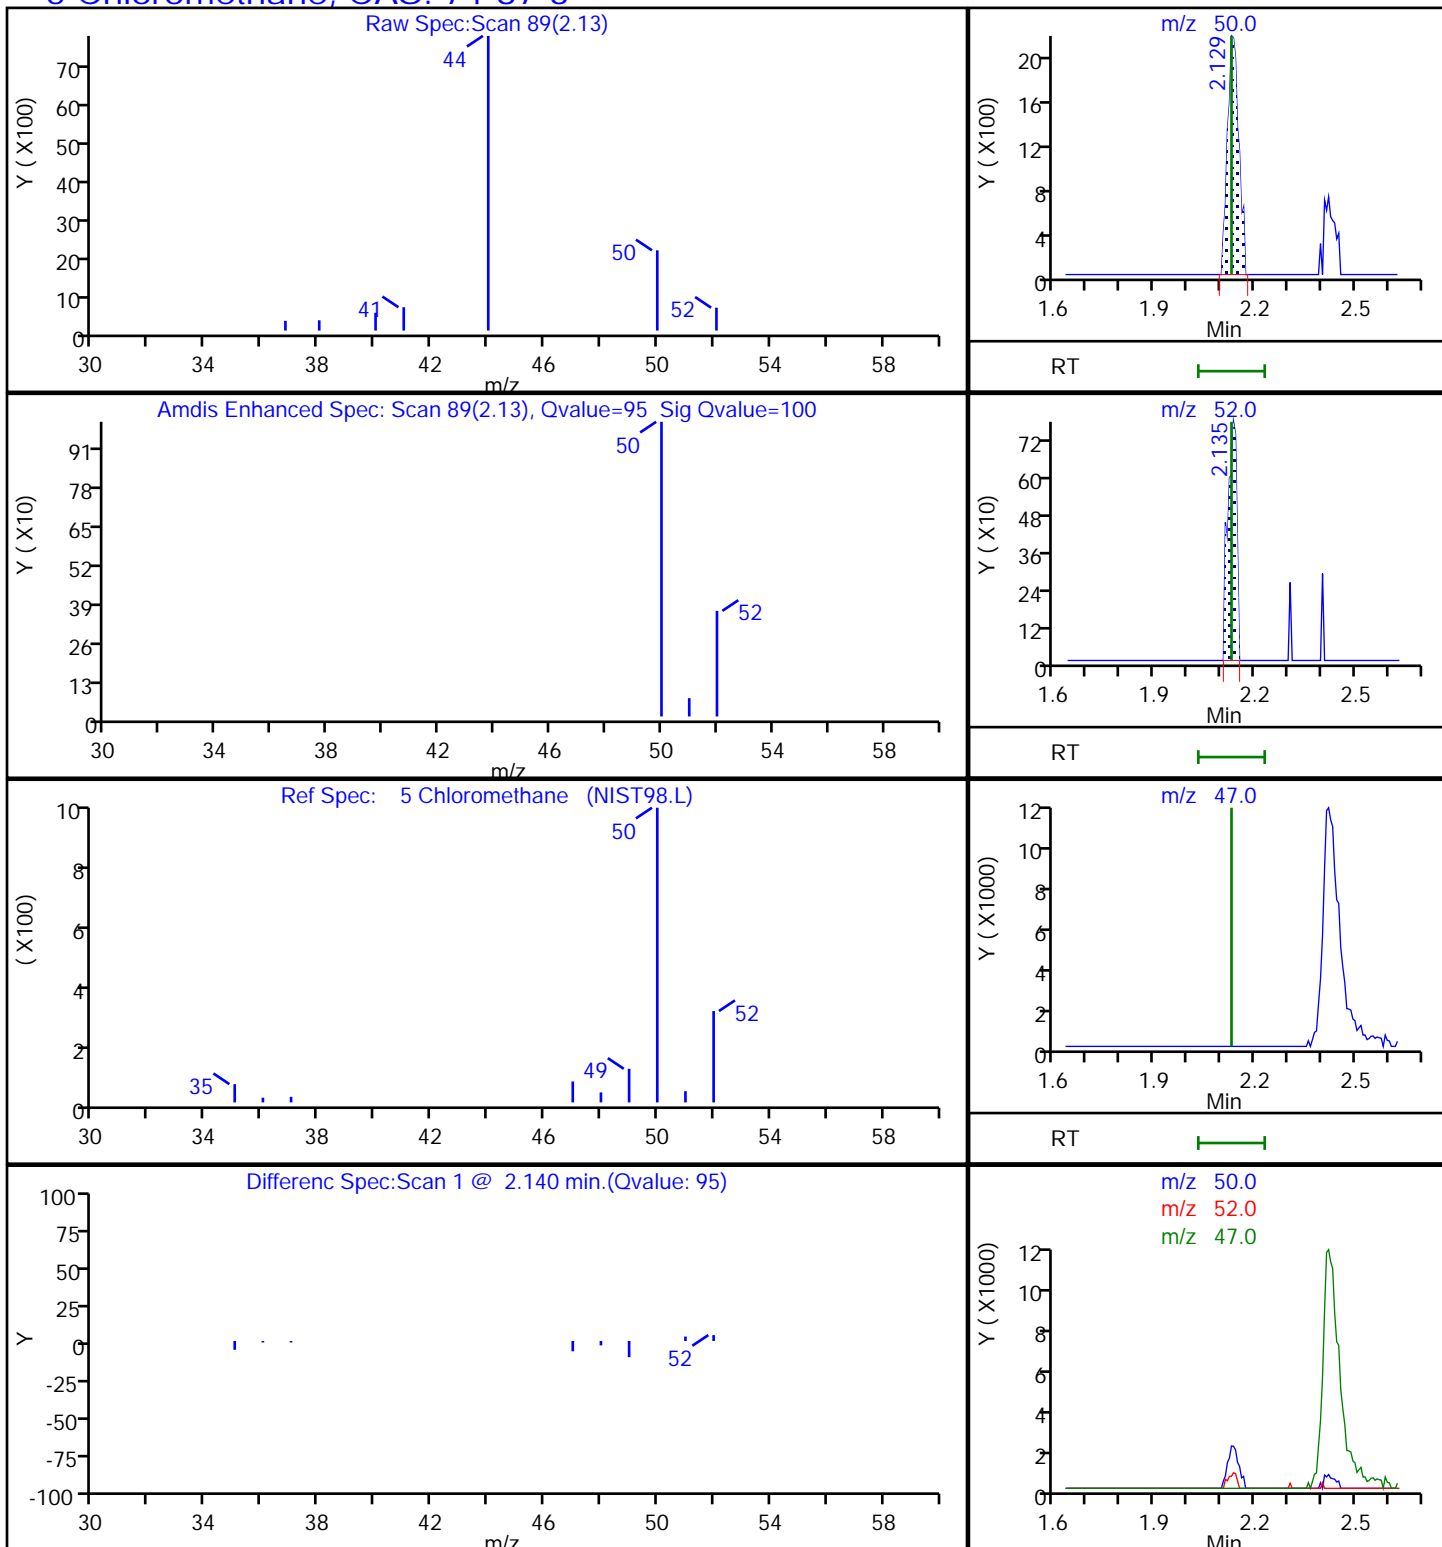 Raw Spec:Scan 89(2.13)
Y ( X100)
70
60
50
40
30
20
10
0
44
41
50
52
30 34 38 42 46 50 54 58
m/z
m/z 50.0
Y ( X100)
20
16
12
8
4
0
2.129
1.6 1.9 2.2 2.5
Min
RT
Amdis Enhanced Spec: Scan 89(2.13), Qvalue=95 Sig Qvalue=100
Y ( X10)
91
78
65
52
39
26
13
0
50
52
30 34 38 42 46 50 54 58
m/z
m/z 52.0
Y ( X10)
72
60
48
36
24
12
0
2.135
1.6 1.9 2.2 2.5
Min
RT
Ref Spec: 5 Chloromethane (NIST98.L)
( X100)
10
8
6
4
2
0
35
49
50
52
30 34 38 42 46 50 54 58
m/z 47.0
Y ( X1000)
12
10
8
6
4
2
0
1.6 1.9 2.2 2.5
Min
RT
Differenc Spec:Scan 1 @ 2.140 min.(Qvalue: 95)
Y
100
75
50
25
0
-25
-50
-75
-100
52
30 34 38 42 46 50 54 58
m/z
m/z 50.0
m/z 52.0
m/z 47.0
Y ( X1000)
12
10
8
6
4
2
0
1.6 1.9 2.2 2.5
Min